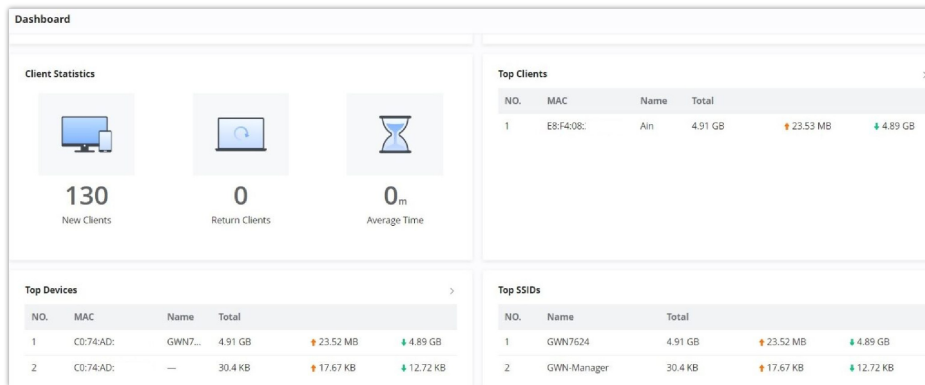 Dashboard
Client Statistics
130
New Clients
0
Return Clients
0m
Average Time
Top Clients
NO. MAC Name Total
1 E8:F4:08: Ain 4.91 GB 23.53 MB 4.89 GB
Top Devices
NO. MAC Name Total
1 C0:74:AD: GWN7... 4.91 GB 23.52 MB 4.89 GB
2 C0:74:AD: — 30.4 KB 17.67 KB 12.72 KB
Top SSIDs
NO. Name Total
1 GWN7624 4.91 GB 23.52 MB 4.89 GB
2 GWN-Manager 30.4 KB 17.67 KB 12.72 KB